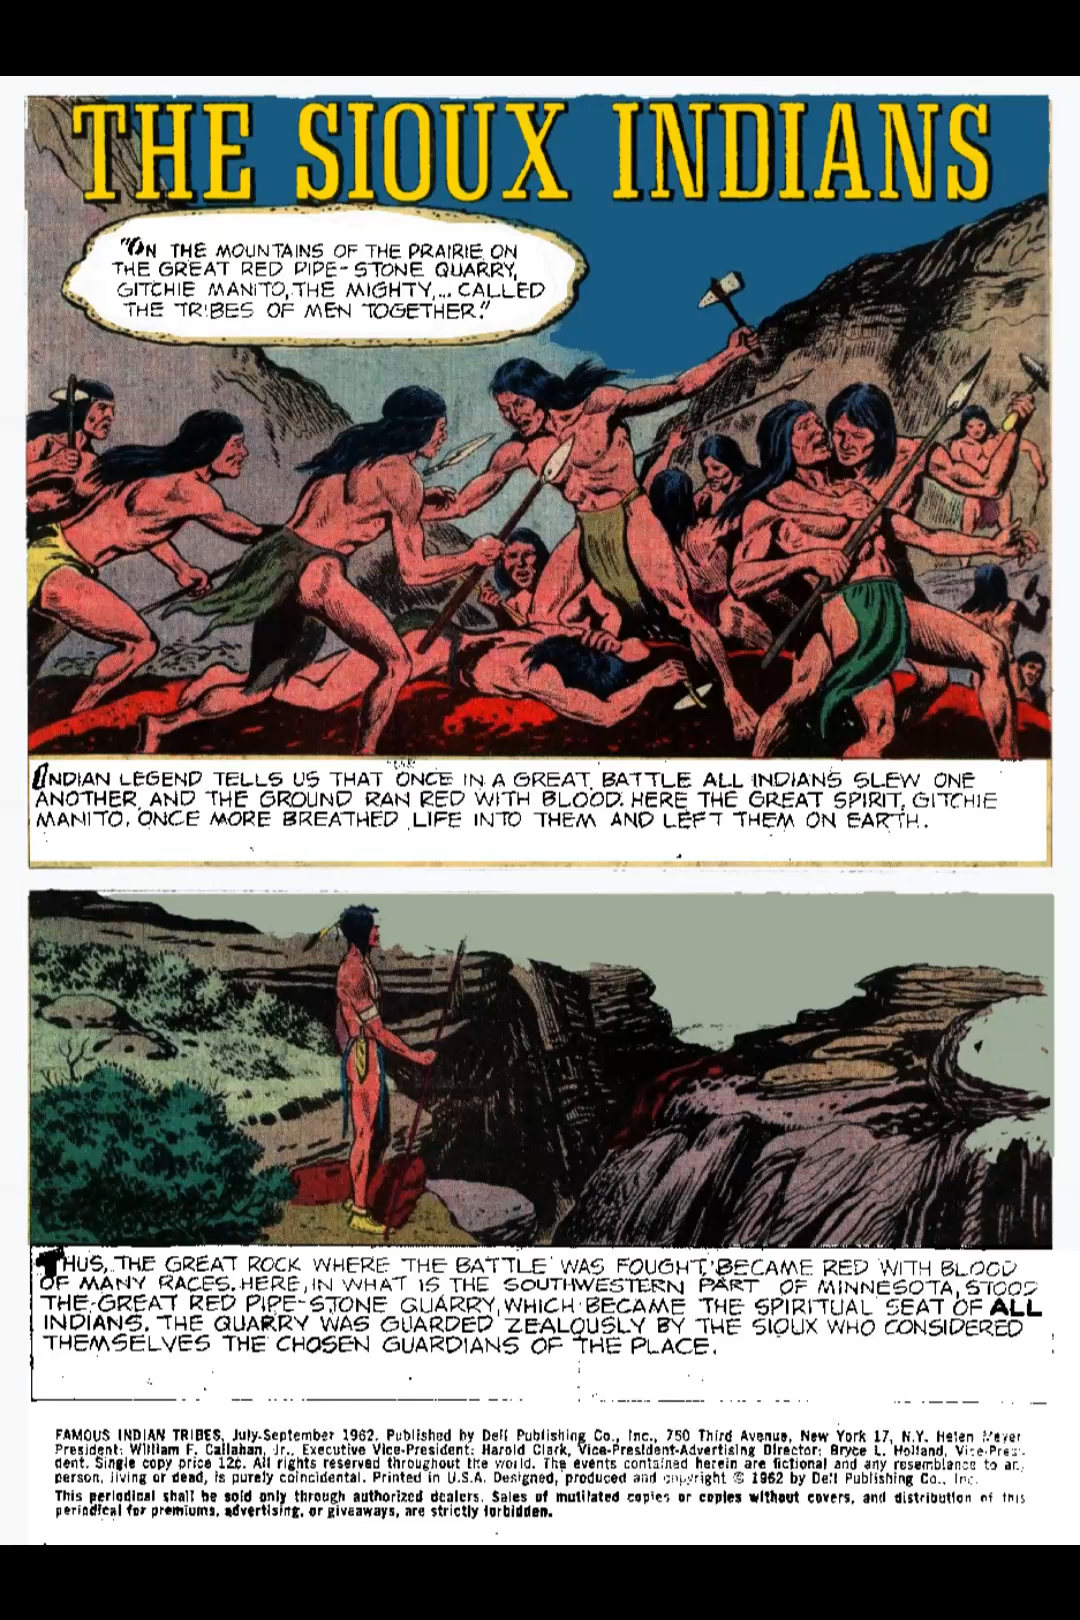 THE SIOUX INDIANS
"ON THE MOUNTAINS OF THE PRAIRIE ON
THE GREAT RED PIPE-STONE QUARRY,
GITCHIE MANITO, THE MIGHTY,... CALLED
THE TRIBES OF MEN TOGETHER."
INDIAN LEGEND TELLS US THAT ONCE IN A GREAT BATTLE ALL INDIANS SLEW ONE
ANOTHER, AND THE GROUND RAN RED WITH BLOOD. HERE THE GREAT SPIRIT, GITCHIE
MANITO, ONCE MORE BREATHED LIFE INTO THEM AND LEFT THEM ON EARTH.
THUS, THE GREAT ROCK WHERE THE BATTLE WAS FOUGHT, BECAME RED WITH BLOOD
OF MANY RACES. HERE, IN WHAT IS THE SOUTHWESTERN PART OF MINNESOTA, STOOD
THE GREAT RED PIPE-STONE QUARRY, WHICH BECAME THE SPIRITUAL SEAT OF ALL
INDIANS. THE QUARRY WAS GUARDED ZEALOUSLY BY THE SIOUX WHO CONSIDERED
THEMSELVES THE CHOSEN GUARDIANS OF THE PLACE.
FAMOUS INDIAN TRIBES, July-September 1962. Published by Dell Publishing Co., Inc., 750 Third Avenue, New York 17, N.Y. Helen Meyer
President; William F. Callahan, Jr., Executive Vice-President; Harold Clark, Vice-President-Advertising Director; Bryce L. Holland, Vice-Presi-
dent. Single copy price 12¢. All rights reserved throughout the world. The events contained herein are fictional and any resemblance to any
person, living or dead, is purely coincidental. Printed in U.S.A. Designed, produced and copyright © 1962 by Dell Publishing Co., Inc.
This periodical shall be sold only through authorized dealers. Sales of mutilated copies or copies without covers, and distribution of this
periodical for premiums, advertising, or giveaways, are strictly forbidden.